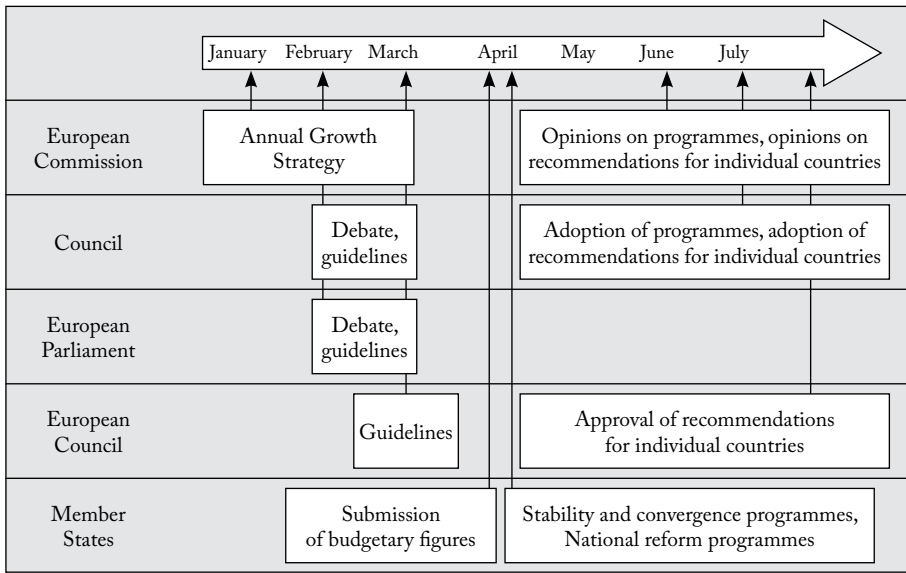 January February March April May June July
European
Commission
Annual Growth
Strategy
Opinions on programmes, opinions on
recommendations for individual countries
Council
Debate,
guidelines
Adoption of programmes, adoption of
recommendations for individual countries
European
Parliament
Debate,
guidelines
European
Council
Guidelines
Approval of recommendations
for individual countries
Member
States
Submission
of budgetary figures
Stability and convergence programmes,
National reform programmes